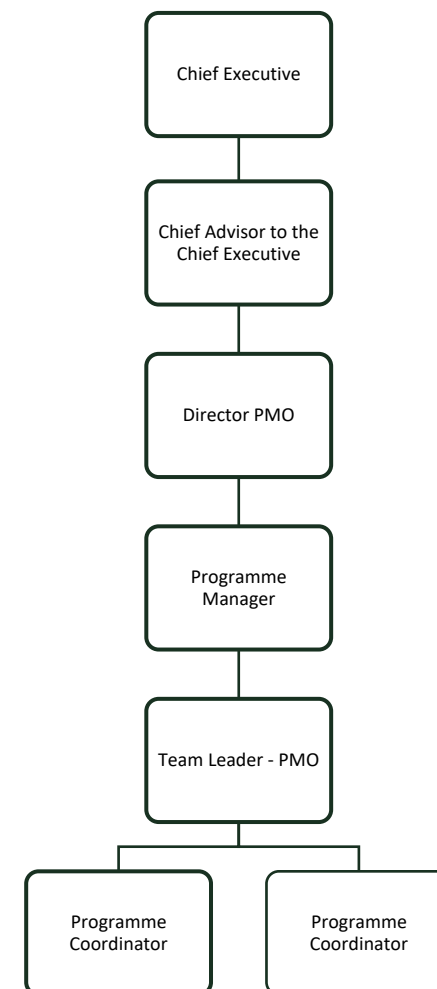 Chief Executive
Chief Advisor to the
Chief Executive
Director PMO
Programme
Manager
Team Leader - PMO
Programme
Coordinator
Programme
Coordinator